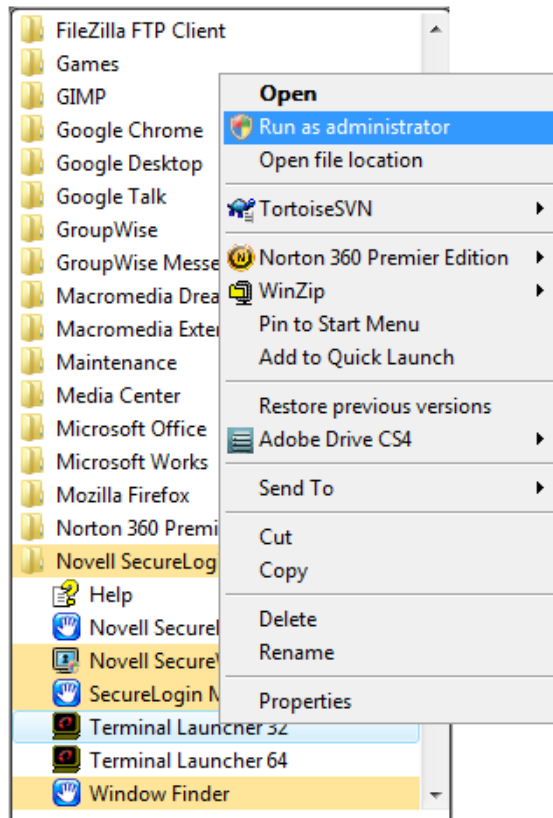 FileZilla FTP Client
Games
GIMP
Google Chrome
Google Desktop
Google Talk
GroupWise
GroupWise Messe
Macromedia Drea
Macromedia Exte
Maintenance
Media Center
Microsoft Office
Microsoft Works
Mozilla Firefox
Norton 360 Premi
Novell SecureLog
Help
Novell Secure
Novell Secure
SecureLogin
Terminal Launcher 32
Terminal Launcher 64
Window Finder
Open
Run as administrator
Open file location
TortoiseSVN
Norton 360 Premier Edition
WinZip
Pin to Start Menu
Add to Quick Launch
Restore previous versions
Adobe Drive CS4
Send To
Cut
Copy
Delete
Rename
Properties